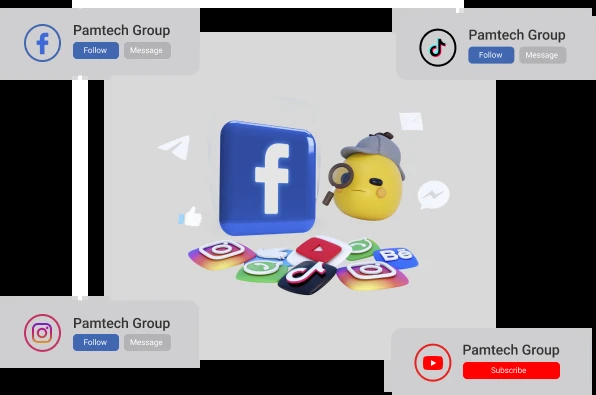 Pamtech Group
Follow
Message
Pamtech Group
Follow
Message
Bē
Pamtech Group
Follow
Message
Pamtech Group
Subscribe